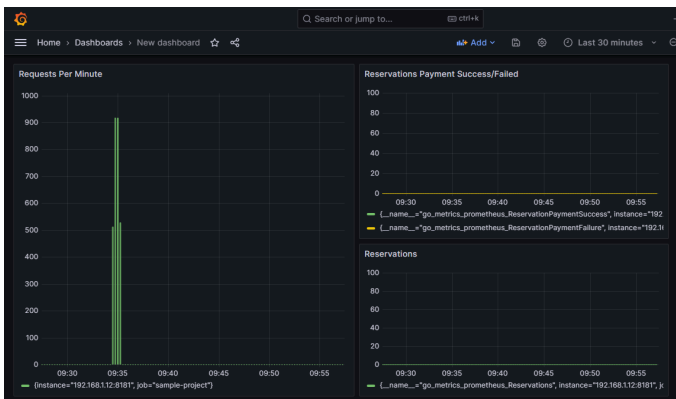 Search or jump to... ctrl+k
Home › Dashboards › New dashboard Add Last 30 minutes
Requests Per Minute
1000
900
800
700
600
500
400
300
200
100
0
09:30 09:35 09:40 09:45 09:50 09:55
{instance="192.168.1.12:8181", job="sample-project"}
Reservations Payment Success/Failed
100
80
60
40
20
0
09:30 09:35 09:40 09:45 09:50 09:55
{__name__="go_metrics_prometheus_ReservationPaymentSuccess", instance="192
{__name__="go_metrics_prometheus_ReservationPaymentFailure", instance="192.16
Reservations
100
80
60
40
20
0
09:30 09:35 09:40 09:45 09:50 09:55
{__name__="go_metrics_prometheus_Reservations", instance="192.168.1.12:8181", jo